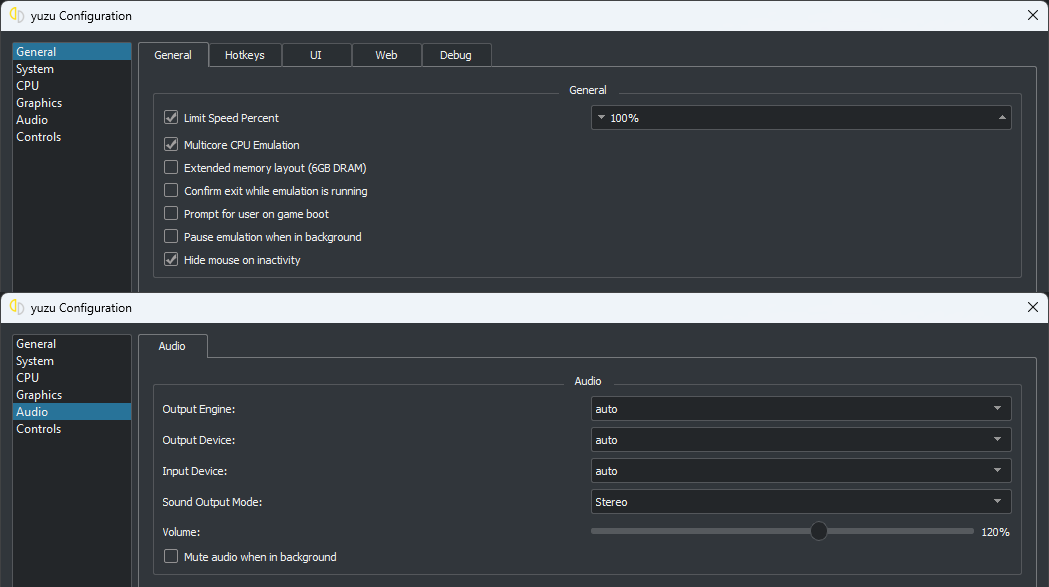 yuzu Configuration
General
System
CPU
Graphics
Audio
Controls
General Hotkeys UI Web Debug
General
Limit Speed Percent 100%
Multicore CPU Emulation
Extended memory layout (6GB DRAM)
Confirm exit while emulation is running
Prompt for user on game boot
Pause emulation when in background
Hide mouse on inactivity
yuzu Configuration
General
System
CPU
Graphics
Audio
Controls
Audio
Audio
Output Engine: auto
Output Device: auto
Input Device: auto
Sound Output Mode: Stereo
Volume: 120%
Mute audio when in background